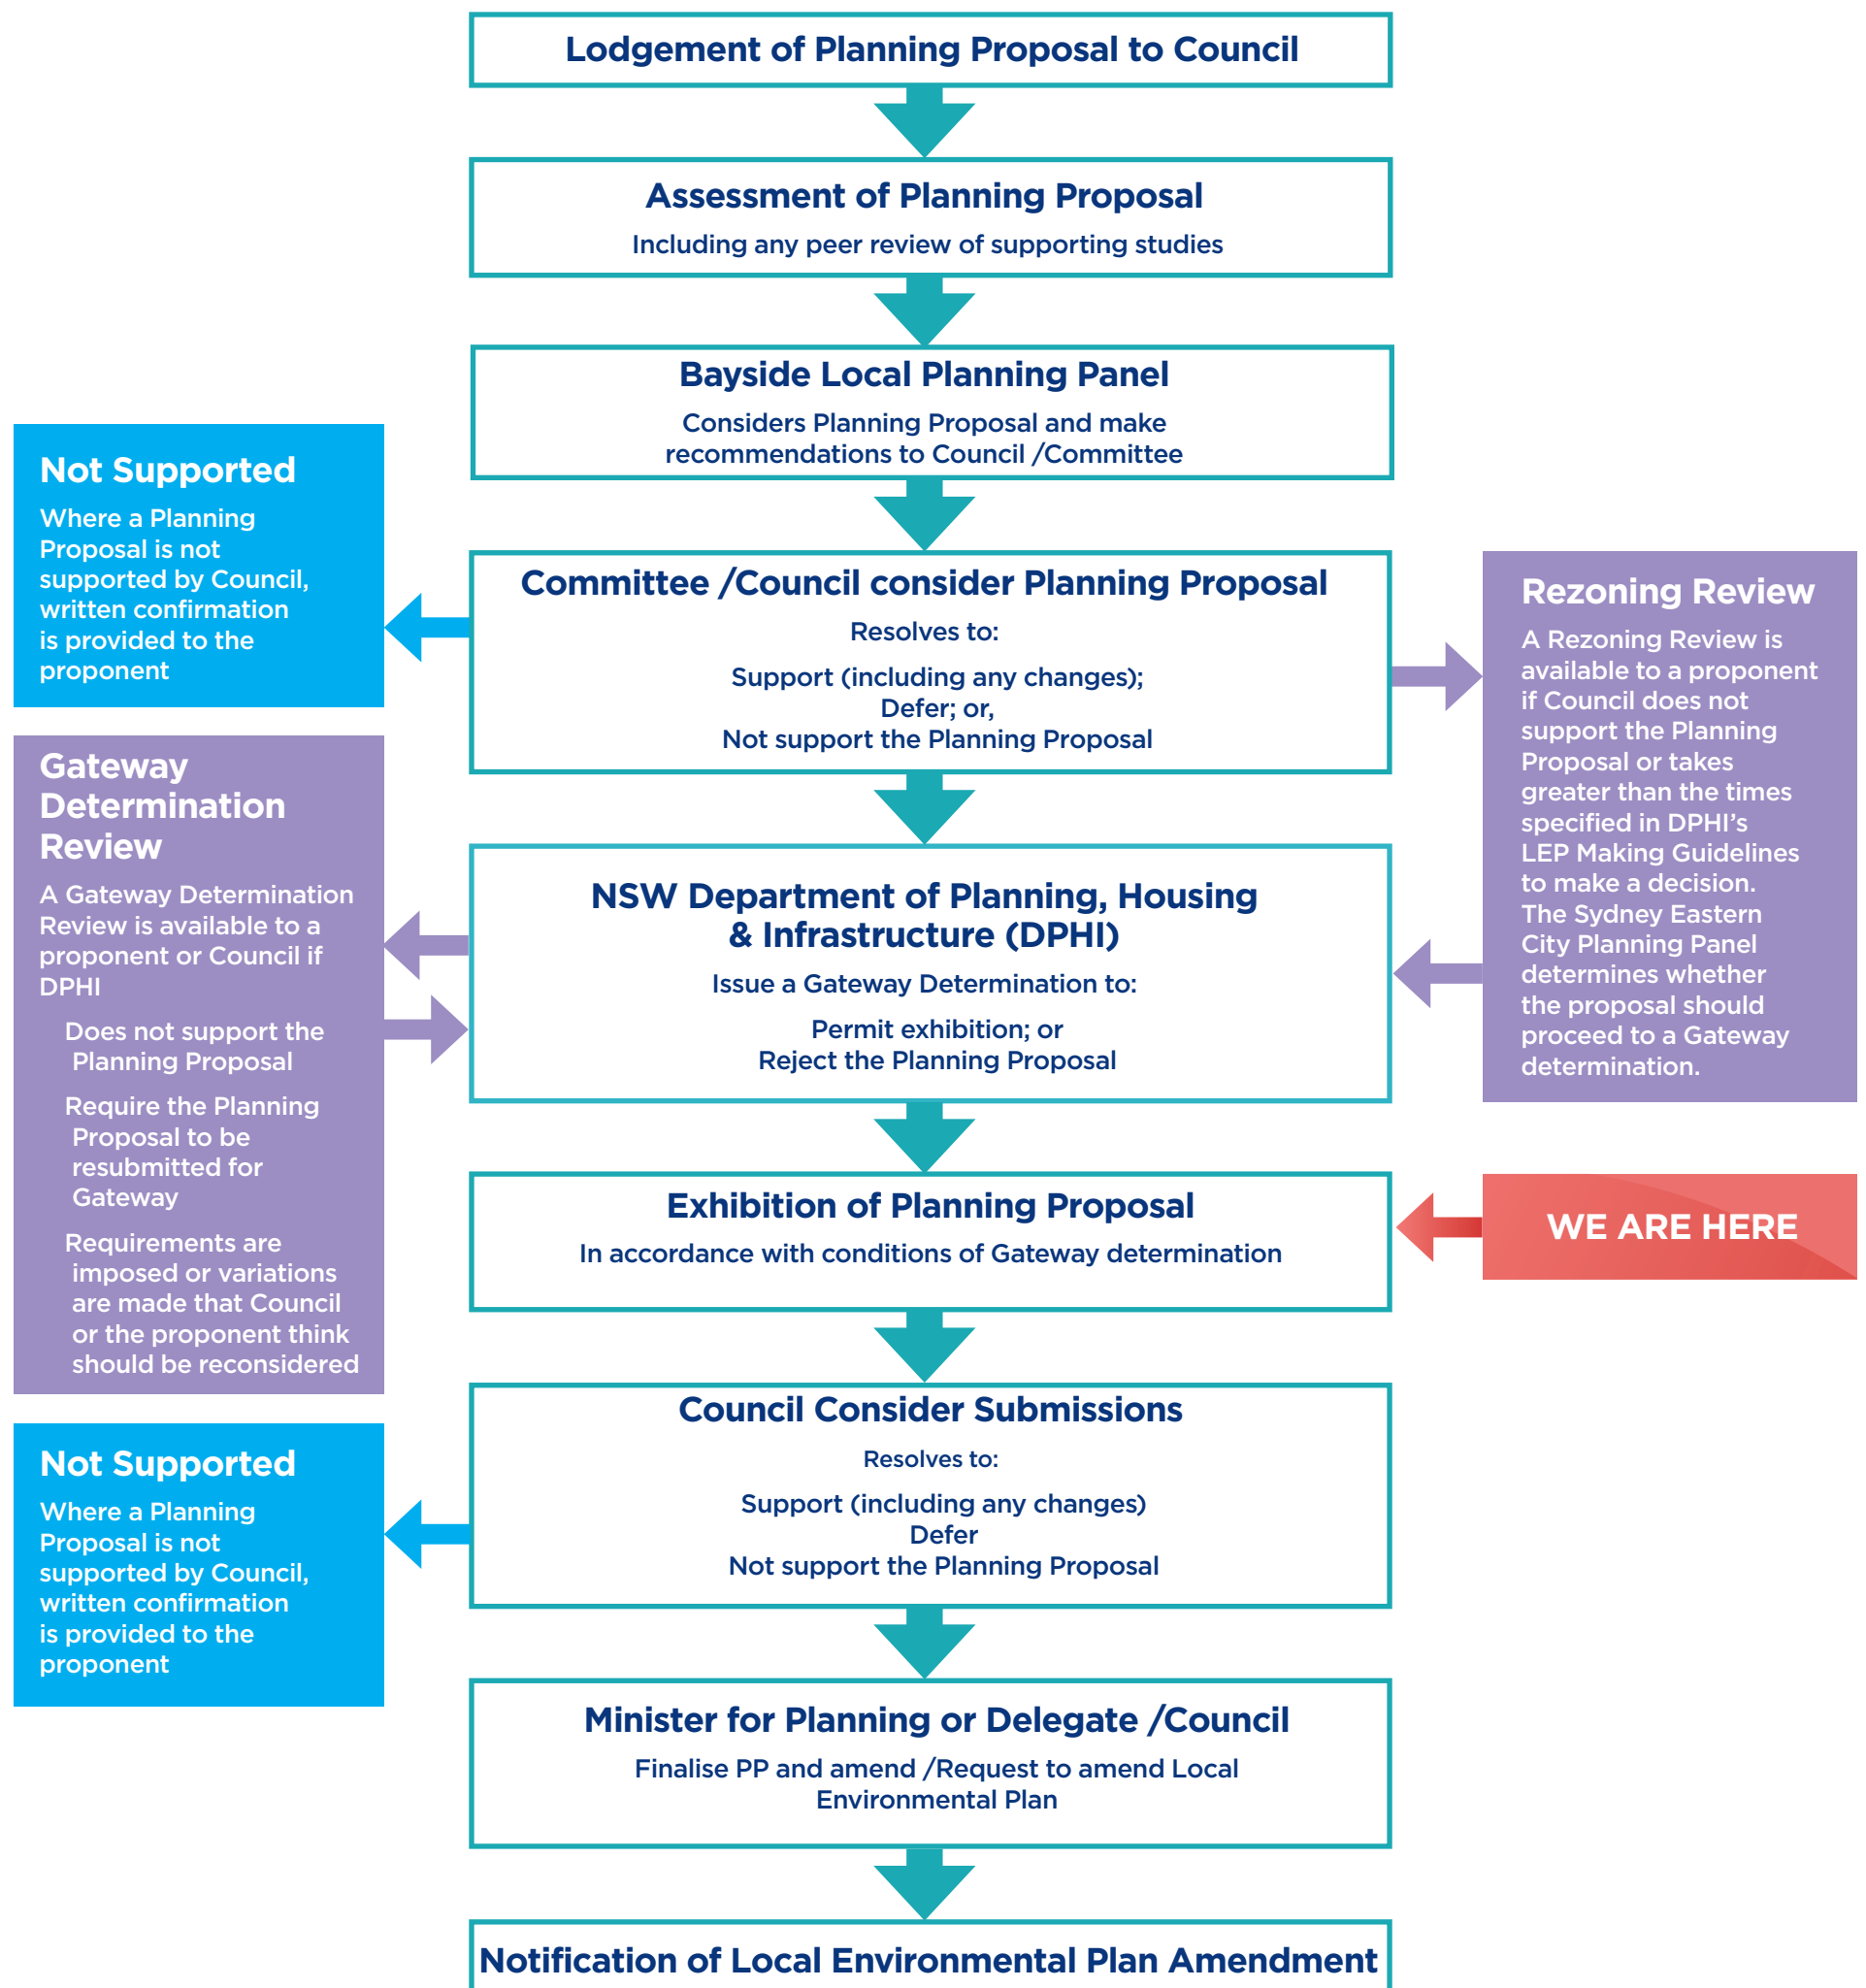 Lodgement of Planning Proposal to Council
Assessment of Planning Proposal
Including any peer review of supporting studies
Bayside Local Planning Panel
Considers Planning Proposal and make
recommendations to Council /Committee
Not Supported
Where a Planning
Proposal is not
supported by Council,
written confirmation
is provided to the
proponent
Committee /Council consider Planning Proposal
Resolves to:
Support (including any changes);
Defer; or,
Not support the Planning Proposal
Rezoning Review
A Rezoning Review is
available to a proponent
if Council does not
support the Planning
Proposal or takes
greater than the times
specified in DPHI's
LEP Making Guidelines
to make a decision.
The Sydney Eastern
City Planning Panel
determines whether
the proposal should
proceed to a Gateway
determination.
Gateway
Determination
Review
A Gateway Determination
Review is available to a
proponent or Council if
DPHI
Does not support the
Planning Proposal
Require the Planning
Proposal to be
resubmitted for
Gateway
Requirements are
imposed or variations
are made that Council
or the proponent think
should be reconsidered
NSW Department of Planning, Housing
& Infrastructure (DPHI)
Issue a Gateway Determination to:
Permit exhibition; or
Reject the Planning Proposal
Exhibition of Planning Proposal
In accordance with conditions of Gateway determination
WE ARE HERE
Council Consider Submissions
Resolves to:
Support (including any changes)
Defer
Not support the Planning Proposal
Not Supported
Where a Planning
Proposal is not
supported by Council,
written confirmation
is provided to the
proponent
Minister for Planning or Delegate /Council
Finalise PP and amend /Request to amend Local
Environmental Plan
Notification of Local Environmental Plan Amendment